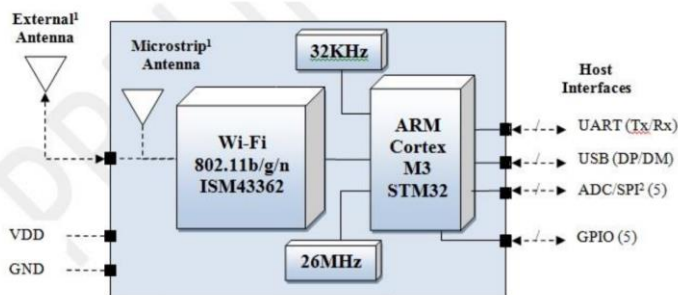 External¹
Antenna
Microstrip¹
Antenna
32KHz
Host
Interfaces
Wi-Fi
802.11b/g/n
ISM43362
ARM
Cortex
M3
STM32
UART (Tx/Rx)
USB (DP/DM)
ADC/SPI² (5)
GPIO (5)
VDD
GND
26MHz